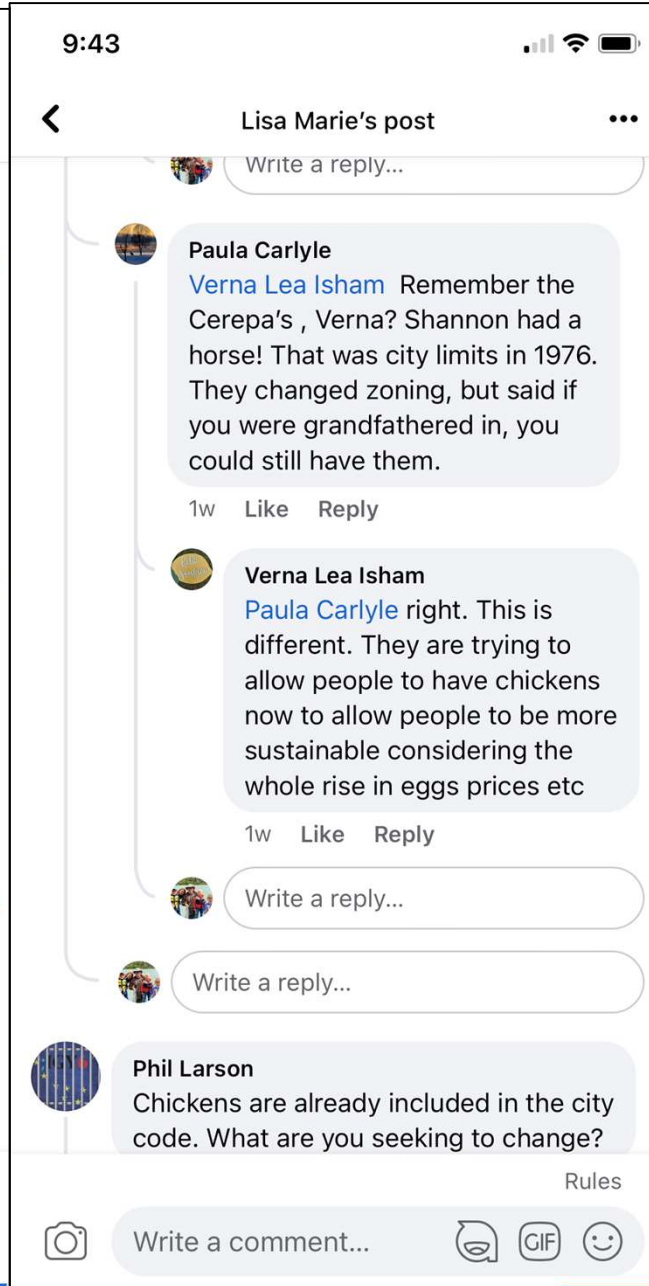 9:43
Lisa Marie's post
Write a reply...
Paula Carlyle
Verna Lea Isham Remember the
Cerepa's , Verna? Shannon had a
horse! That was city limits in 1976.
They changed zoning, but said if
you were grandfathered in, you
could still have them.
1w Like Reply
Verna Lea Isham
Paula Carlyle right. This is
different. They are trying to
allow people to have chickens
now to allow people to be more
sustainable considering the
whole rise in eggs prices etc
1w Like Reply
Write a reply...
Write a reply...
Phil Larson
Chickens are already included in the city
code. What are you seeking to change?
Rules
Write a comment...
GIF